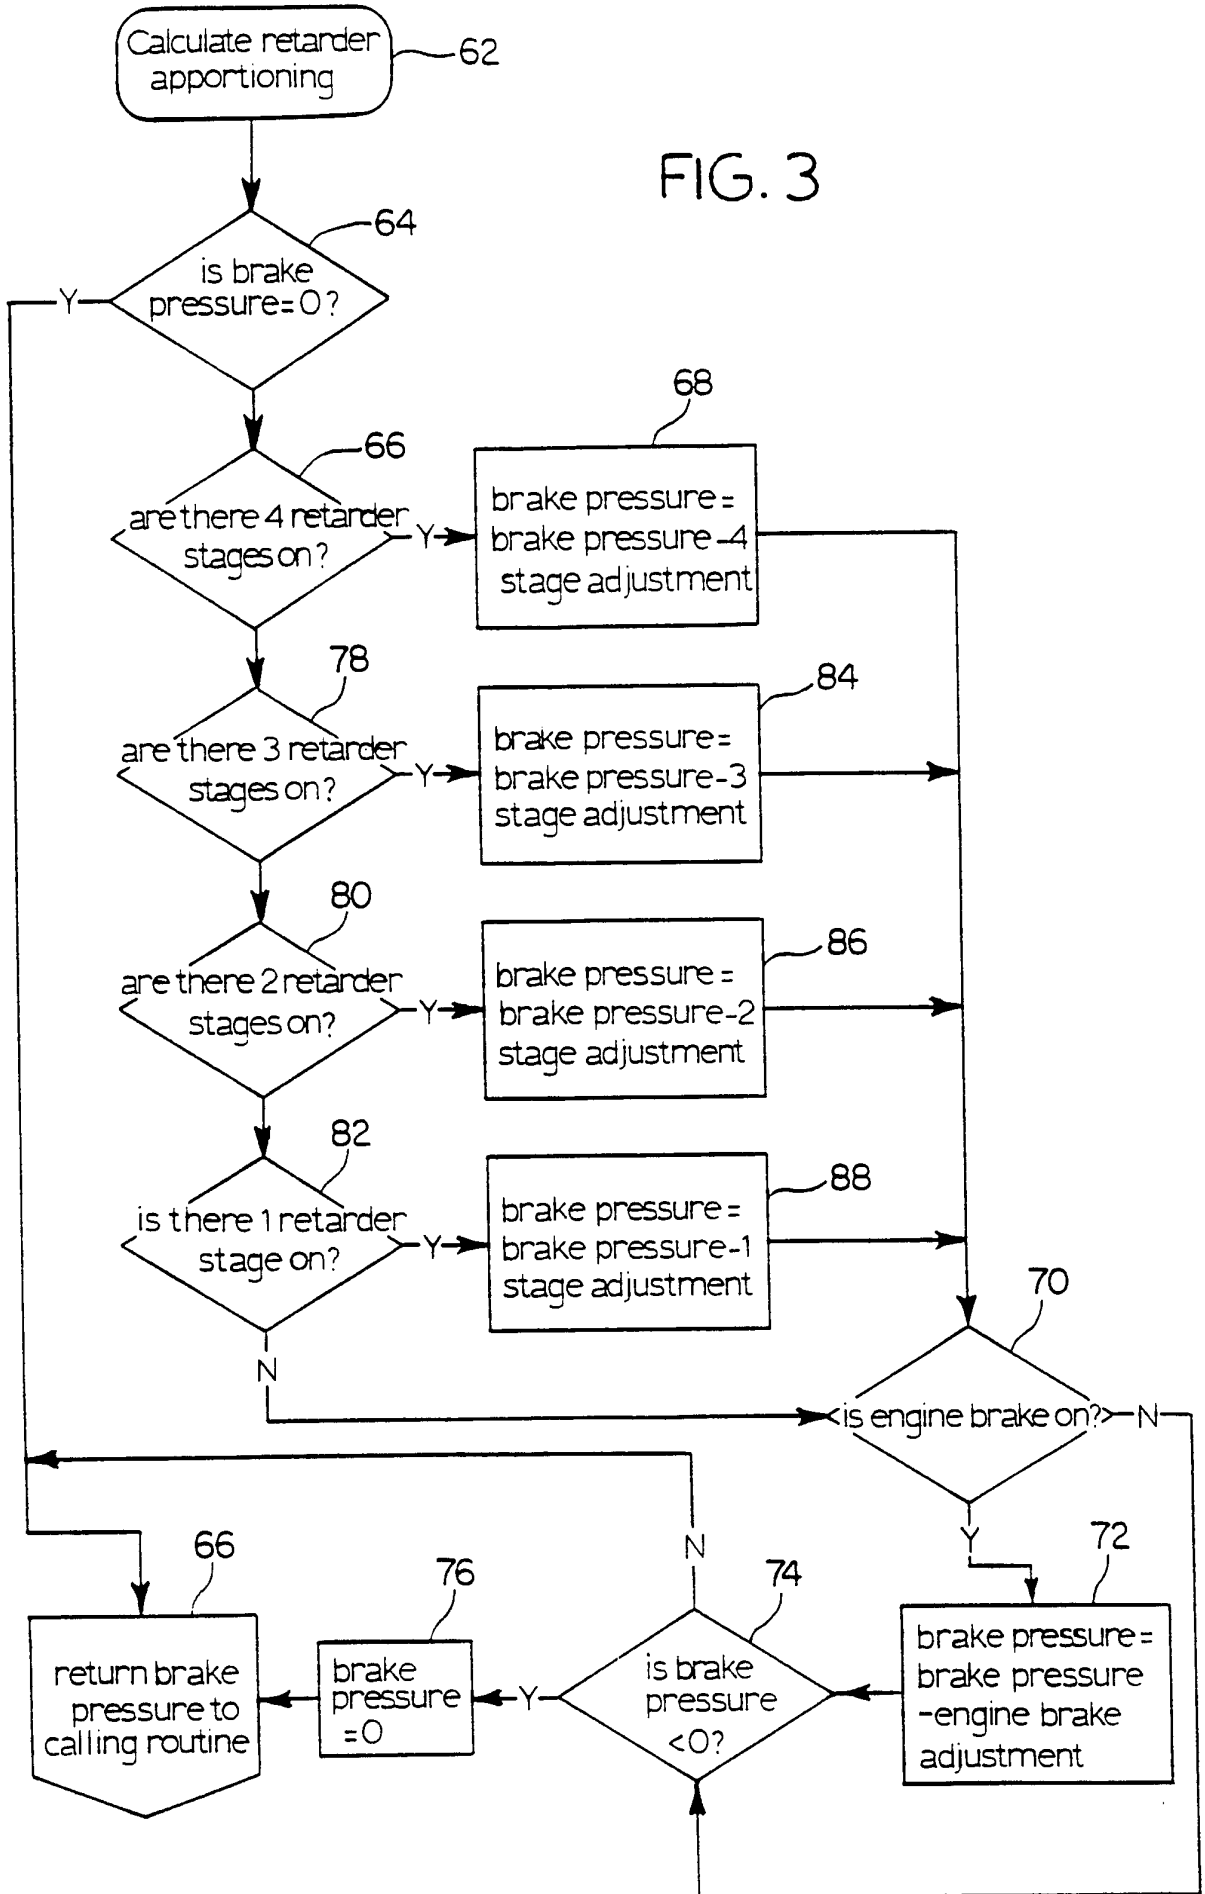 Calculate retarder
apportioning
62
FIG. 3
64
is brake
pressure=0?
Y
68
66
are there 4 retarder
stages on?
Y
brake pressure=
brake pressure-4
stage adjustment
78
are there 3 retarder
stages on?
Y
84
brake pressure=
brake pressure-3
stage adjustment
80
are there 2 retarder
stages on?
Y
86
brake pressure=
brake pressure-2
stage adjustment
82
is there 1 retarder
stage on?
Y
88
brake pressure=
brake pressure-1
stage adjustment
N
70
is engine brake on?
N
Y
72
brake pressure=
brake pressure
-engine brake
adjustment
N
74
is brake
pressure
<0?
Y
76
brake
pressure
=0
66
return brake
pressure to
calling routine